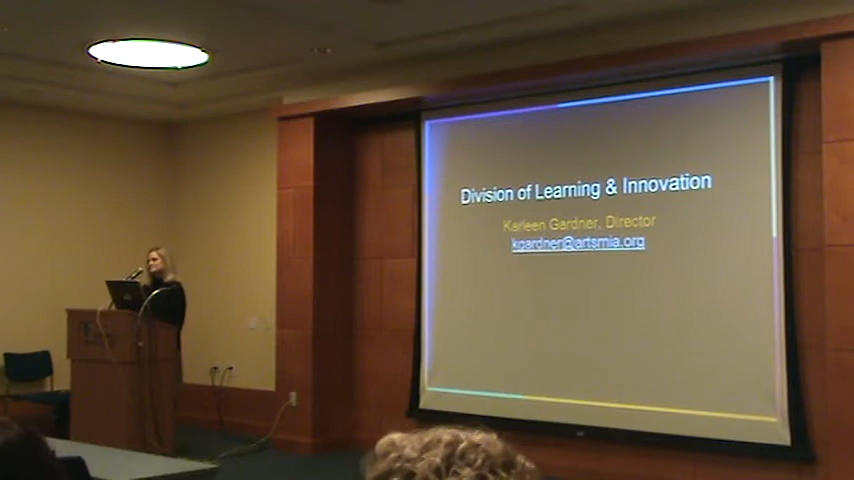 Division of Learning & Innovation
Karleen Gardner, Director
kgardner@artsmia.org